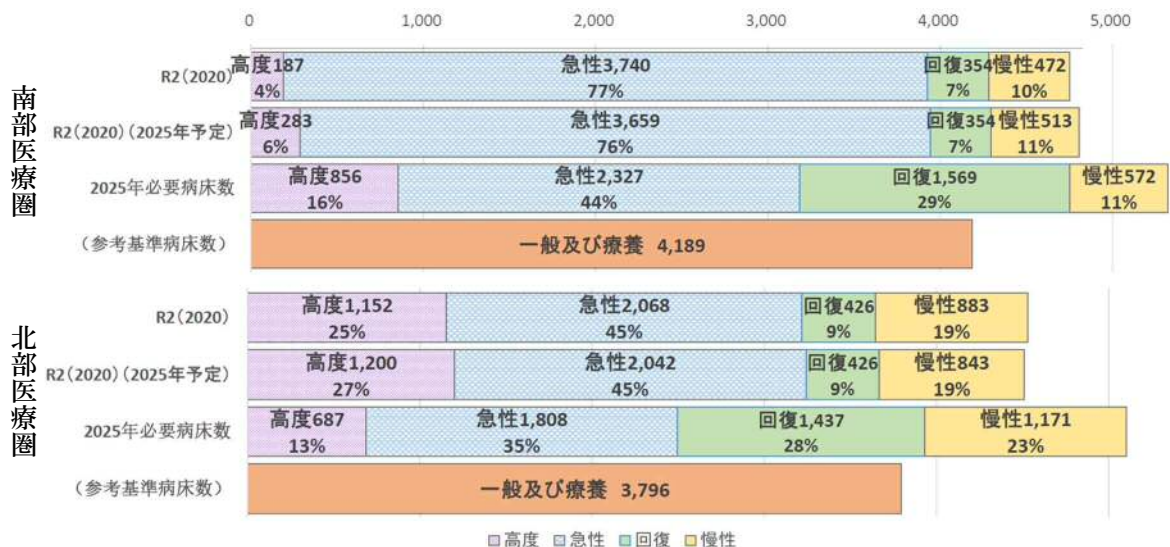 0 1,000 2,000 3,000 4,000 5,000
南部医療圏
R2(2020)
高度187 急性3,740 回復354 慢性472
4% 77% 7% 10%
R2(2020)(2025年予定)
高度283 急性3,659 回復354 慢性513
6% 76% 7% 11%
2025年必要病床数
高度856 急性2,327 回復1,569 慢性572
16% 44% 29% 11%
(参考基準病床数)
一般及び療養 4,189
北部医療圏
R2(2020)
高度1,152 急性2,068 回復426 慢性883
25% 45% 9% 19%
R2(2020)(2025年予定)
高度1,200 急性2,042 回復426 慢性843
27% 45% 9% 19%
2025年必要病床数
高度687 急性1,808 回復1,437 慢性1,171
13% 35% 28% 23%
(参考基準病床数)
一般及び療養 3,796
高度 急性 回復 慢性